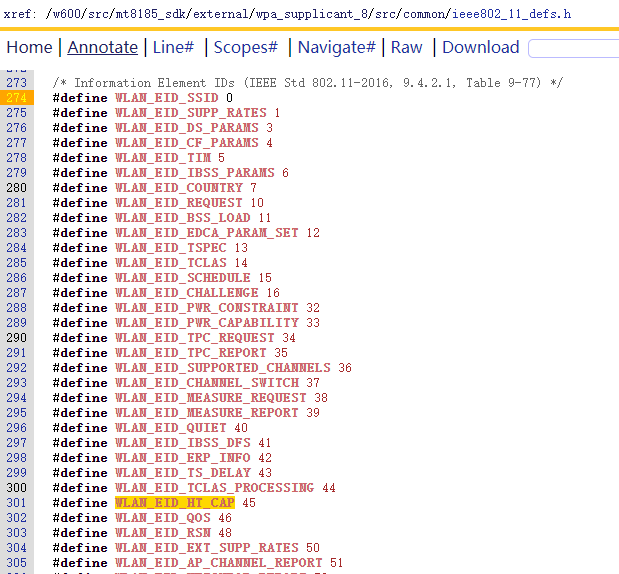 xref: /w600/src/mt8185_sdk/external/wpa_supplicant_8/src/common/ieee802_11_defs.h
Home | Annotate | Line# | Scopes# | Navigate# | Raw | Download
273 /* Information Element IDs (IEEE Std 802.11-2016, 9.4.2.1, Table 9-77) */
274 #define WLAN_EID_SSID 0
275 #define WLAN_EID_SUPP_RATES 1
276 #define WLAN_EID_DS_PARAMS 3
277 #define WLAN_EID_CF_PARAMS 4
278 #define WLAN_EID_TIM 5
279 #define WLAN_EID_IBSS_PARAMS 6
280 #define WLAN_EID_COUNTRY 7
281 #define WLAN_EID_REQUEST 10
282 #define WLAN_EID_BSS_LOAD 11
283 #define WLAN_EID_EDCA_PARAM_SET 12
284 #define WLAN_EID_TSPEC 13
285 #define WLAN_EID_TCLAS 14
286 #define WLAN_EID_SCHEDULE 15
287 #define WLAN_EID_CHALLENGE 16
288 #define WLAN_EID_PWR_CONSTRAINT 32
289 #define WLAN_EID_PWR_CAPABILITY 33
290 #define WLAN_EID_TPC_REQUEST 34
291 #define WLAN_EID_TPC_REPORT 35
292 #define WLAN_EID_SUPPORTED_CHANNELS 36
293 #define WLAN_EID_CHANNEL_SWITCH 37
294 #define WLAN_EID_MEASURE_REQUEST 38
295 #define WLAN_EID_MEASURE_REPORT 39
296 #define WLAN_EID_QUIET 40
297 #define WLAN_EID_IBSS_DFS 41
298 #define WLAN_EID_ERP_INFO 42
299 #define WLAN_EID_TS_DELAY 43
300 #define WLAN_EID_TCLAS_PROCESSING 44
301 #define WLAN_EID_HT_CAP 45
302 #define WLAN_EID_QOS 46
303 #define WLAN_EID_RSN 48
304 #define WLAN_EID_EXT_SUPP_RATES 50
305 #define WLAN_EID_AP_CHANNEL_REPORT 51